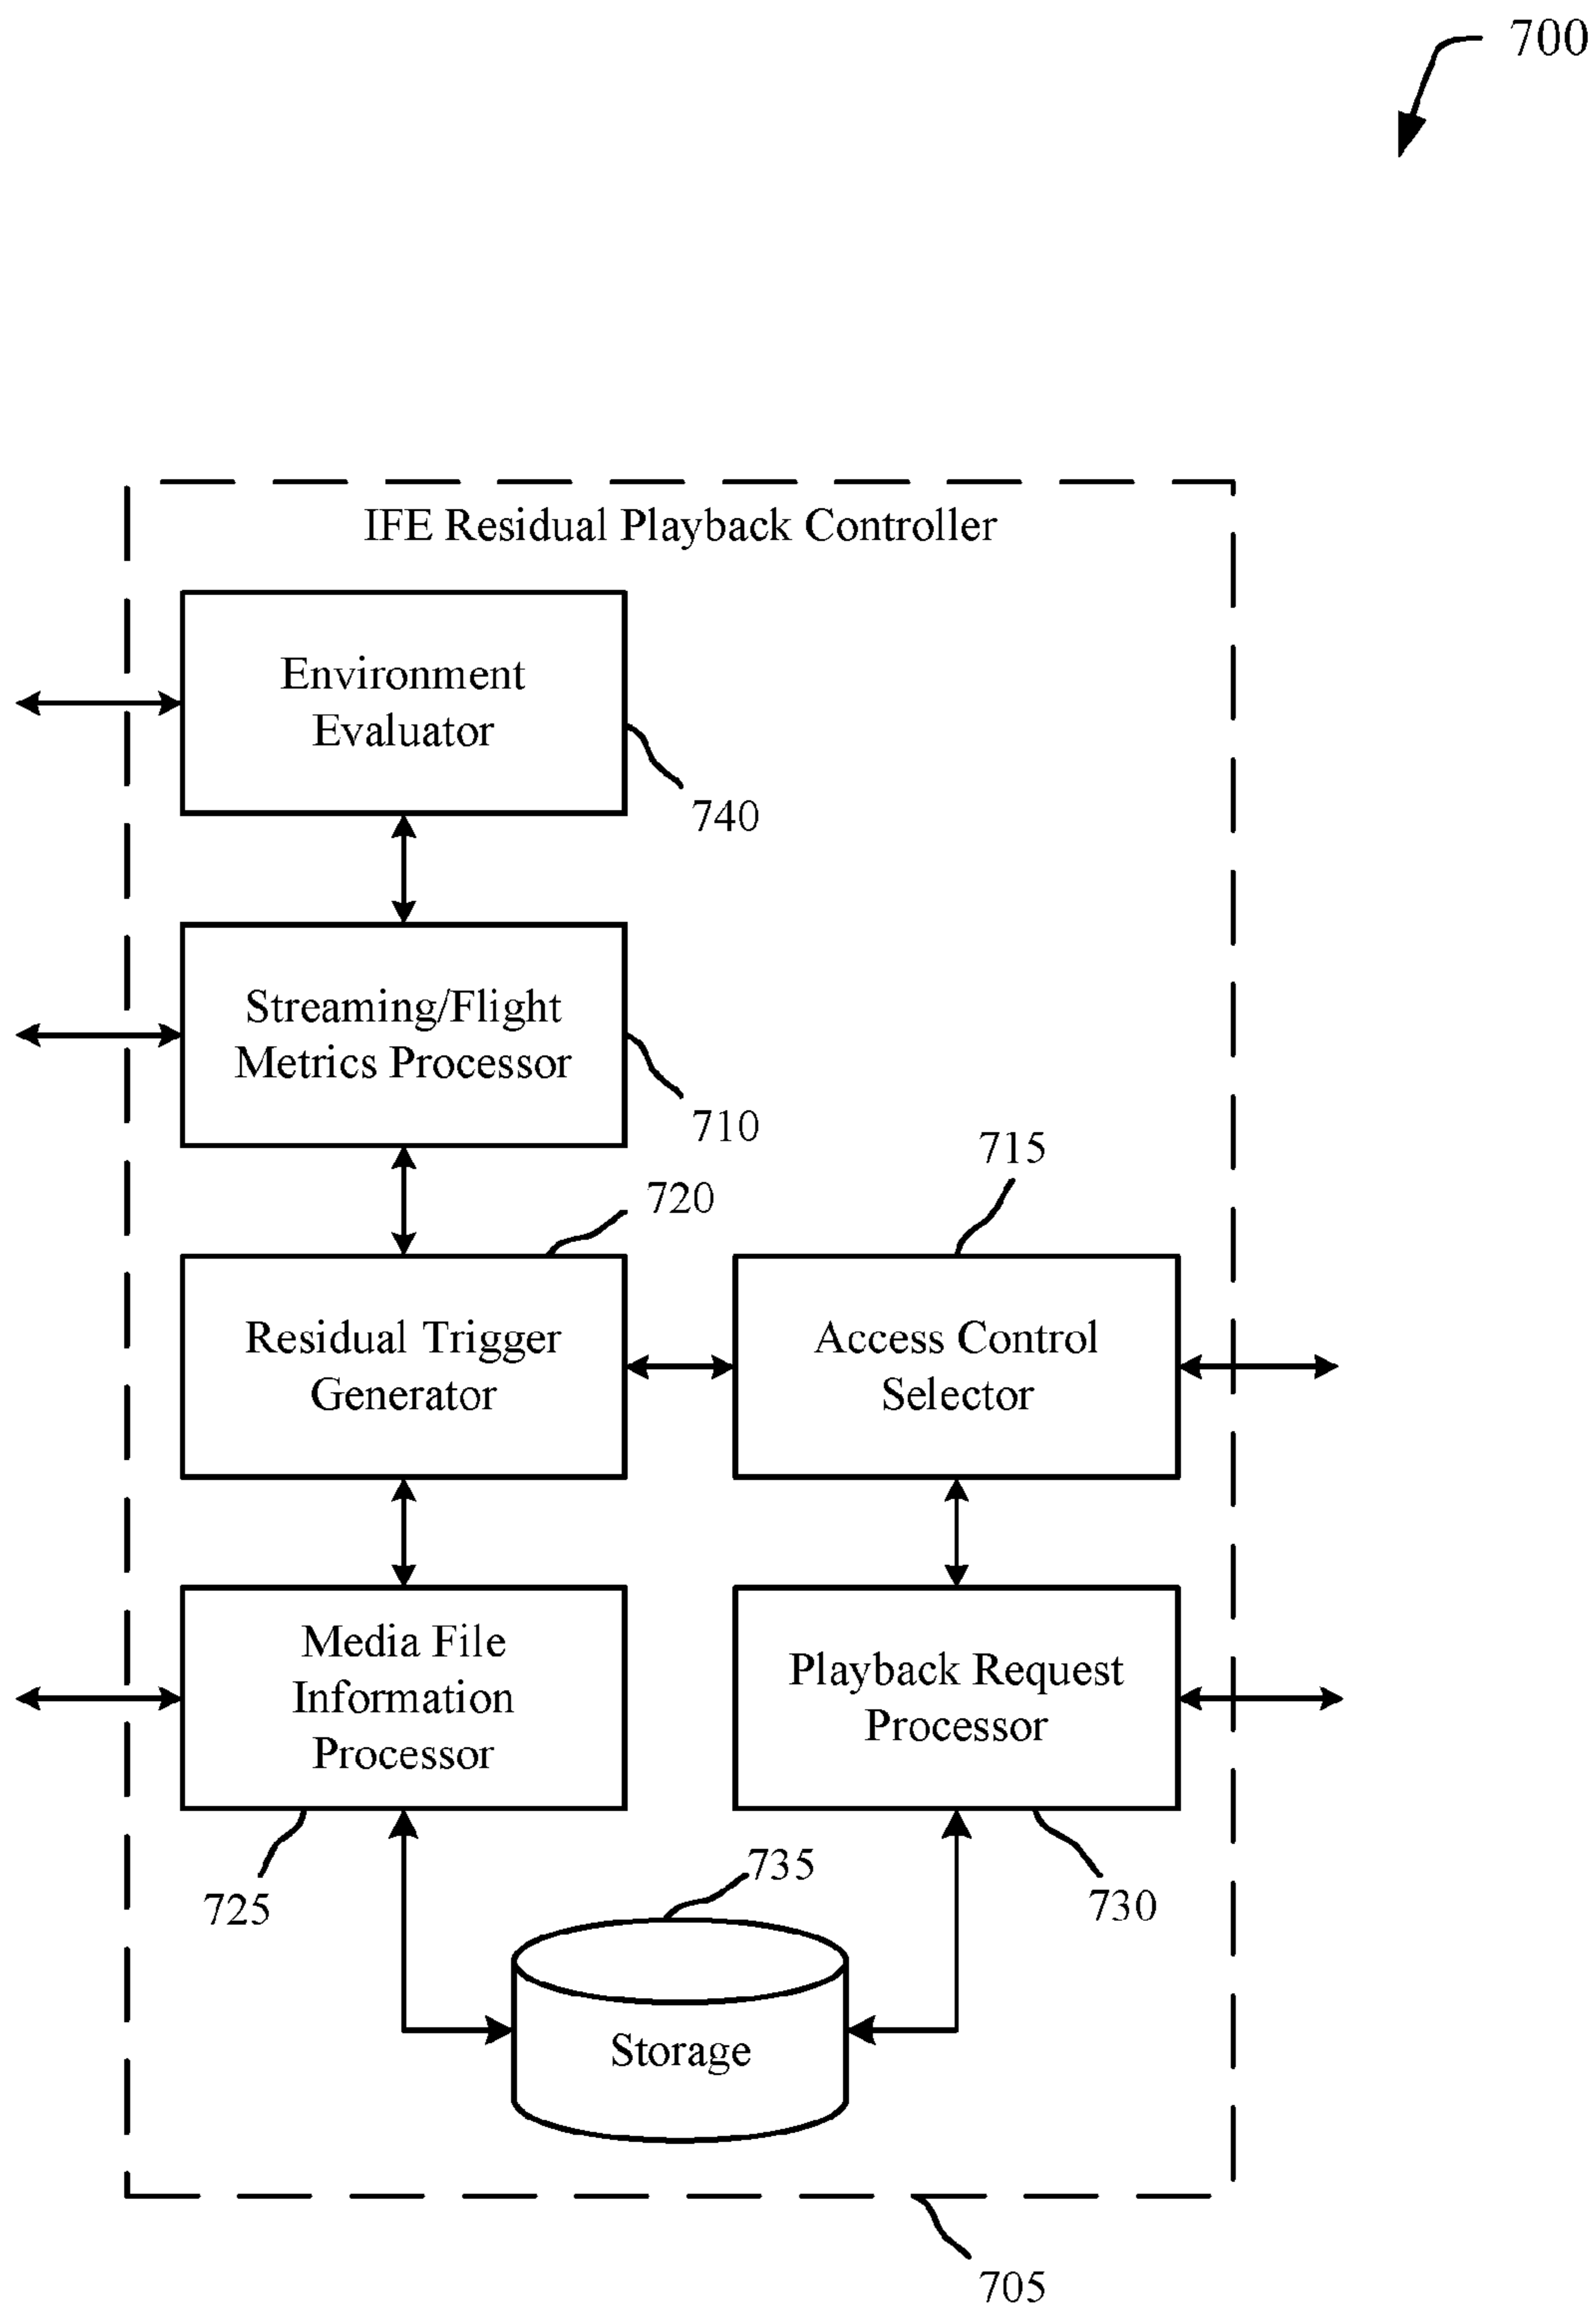 700
IFE Residual Playback Controller
Environment
Evaluator
740
Streaming/Flight
Metrics Processor
710
715
720
Residual Trigger
Generator
Access Control
Selector
Media File
Information
Processor
Playback Request
Processor
735
725
730
Storage
705